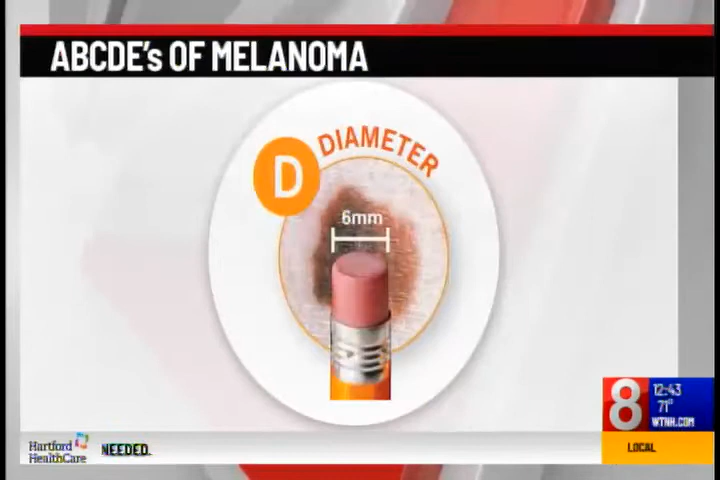 ABCDE's OF MELANOMA
D
DIAMETER
6mm
8
12:43
71°
WTNH.COM
LOCAL
Hartford
HealthCare
NEEDED.